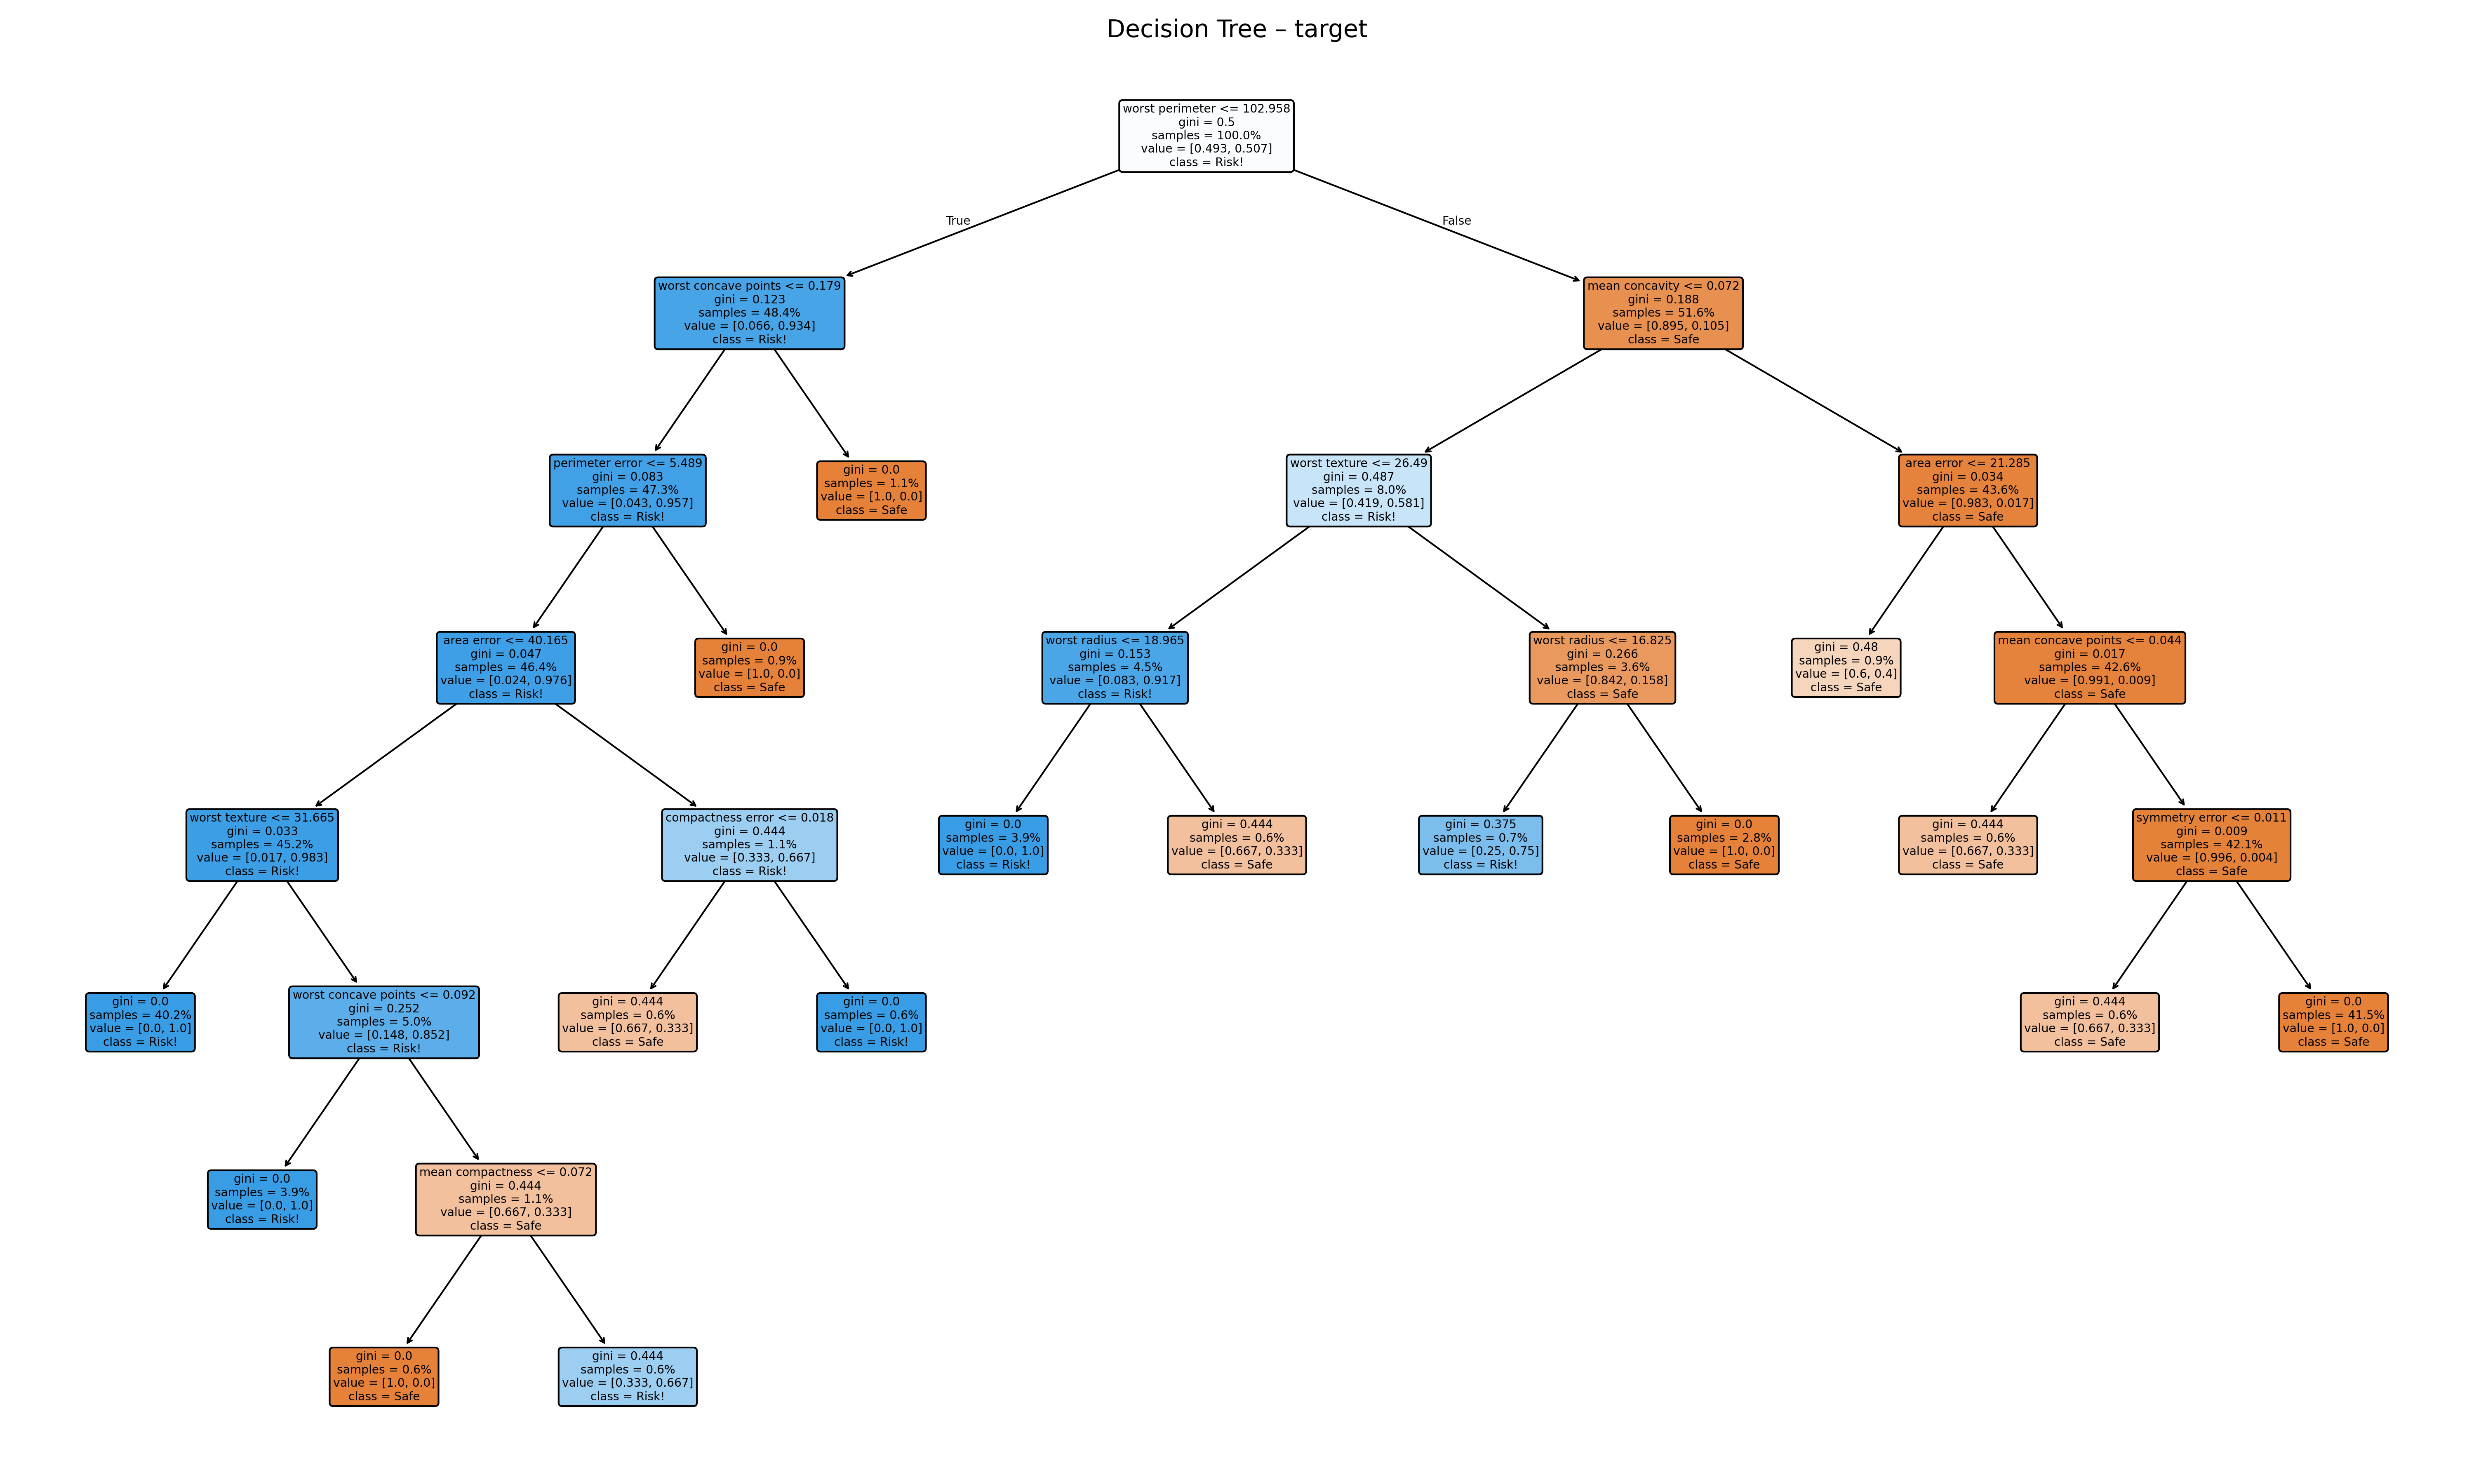 Decision Tree – target
worst perimeter <= 102.958
gini = 0.5
samples = 100.0%
value = [0.493, 0.507]
class = Risk!
True
False
worst concave points <= 0.179
gini = 0.123
samples = 48.4%
value = [0.066, 0.934]
class = Risk!
mean concavity <= 0.072
gini = 0.188
samples = 51.6%
value = [0.895, 0.105]
class = Safe
perimeter error <= 5.489
gini = 0.083
samples = 47.3%
value = [0.043, 0.957]
class = Risk!
gini = 0.0
samples = 1.1%
value = [1.0, 0.0]
class = Safe
worst texture <= 26.49
gini = 0.487
samples = 8.0%
value = [0.419, 0.581]
class = Risk!
area error <= 21.285
gini = 0.034
samples = 43.6%
value = [0.983, 0.017]
class = Safe
area error <= 40.165
gini = 0.047
samples = 46.4%
value = [0.024, 0.976]
class = Risk!
gini = 0.0
samples = 0.9%
value = [1.0, 0.0]
class = Safe
worst radius <= 18.965
gini = 0.153
samples = 4.5%
value = [0.083, 0.917]
class = Risk!
worst radius <= 16.825
gini = 0.266
samples = 3.6%
value = [0.842, 0.158]
class = Safe
gini = 0.48
samples = 0.9%
value = [0.6, 0.4]
class = Safe
mean concave points <= 0.044
gini = 0.017
samples = 42.6%
value = [0.991, 0.009]
class = Safe
worst texture <= 31.665
gini = 0.033
samples = 45.2%
value = [0.017, 0.983]
class = Risk!
compactness error <= 0.018
gini = 0.444
samples = 1.1%
value = [0.333, 0.667]
class = Risk!
gini = 0.0
samples = 3.9%
value = [0.0, 1.0]
class = Risk!
gini = 0.444
samples = 0.6%
value = [0.667, 0.333]
class = Safe
gini = 0.375
samples = 0.7%
value = [0.25, 0.75]
class = Risk!
gini = 0.0
samples = 2.8%
value = [1.0, 0.0]
class = Safe
gini = 0.444
samples = 0.6%
value = [0.667, 0.333]
class = Safe
symmetry error <= 0.011
gini = 0.009
samples = 42.1%
value = [0.996, 0.004]
class = Safe
gini = 0.0
samples = 40.2%
value = [0.0, 1.0]
class = Risk!
worst concave points <= 0.092
gini = 0.252
samples = 5.0%
value = [0.148, 0.852]
class = Risk!
gini = 0.444
samples = 0.6%
value = [0.667, 0.333]
class = Safe
gini = 0.0
samples = 0.6%
value = [0.0, 1.0]
class = Risk!
gini = 0.444
samples = 0.6%
value = [0.667, 0.333]
class = Safe
gini = 0.0
samples = 41.5%
value = [1.0, 0.0]
class = Safe
gini = 0.0
samples = 3.9%
value = [0.0, 1.0]
class = Risk!
mean compactness <= 0.072
gini = 0.444
samples = 1.1%
value = [0.667, 0.333]
class = Safe
gini = 0.0
samples = 0.6%
value = [1.0, 0.0]
class = Safe
gini = 0.444
samples = 0.6%
value = [0.333, 0.667]
class = Risk!